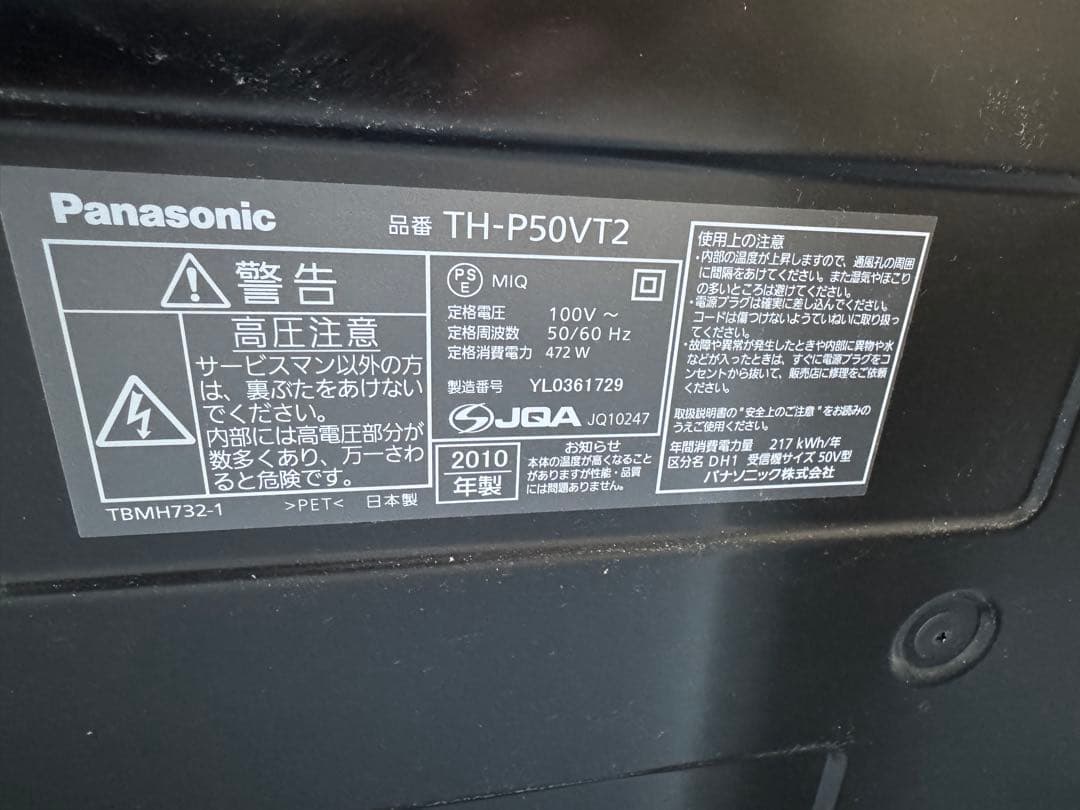 Panasonic
品番 TH-P50VT2
警告
高圧注意
サービスマン以外の方
は、裏ぶたをあけない
でください。
内部には高電圧部分が
数多くあり、万一さわ
ると危険です。
TBMH732-1
>PET< 日本製
PS
E
MIQ
定格電圧 100V～
定格周波数 50/60 Hz
定格消費電力 472 W
製造番号 YL0361729
JQA JQ10247
2010
年製
お知らせ
本体の温度が高くなること
がありますが性能・品質
には問題ありません。
使用上の注意
・内部の温度が上昇しますので、通風孔の周囲
に間隔をあけてください。また湿気やほこり
の多いところは避けてください。
・電源プラグは確実に差し込んでください。
コードは傷つけないようていねいに取り扱っ
てください。
・故障や異常が発生したときや内部に異物や水
などが入ったときは、すぐに電源プラグをコ
ンセントから抜いて、販売店に修理をご依頼
ください。
取扱説明書の"安全上のご注意"をお読みの
うえご使用ください。
年間消費電力量 217 kWh/年
区分名 DH1 受信機サイズ 50V型
パナソニック株式会社